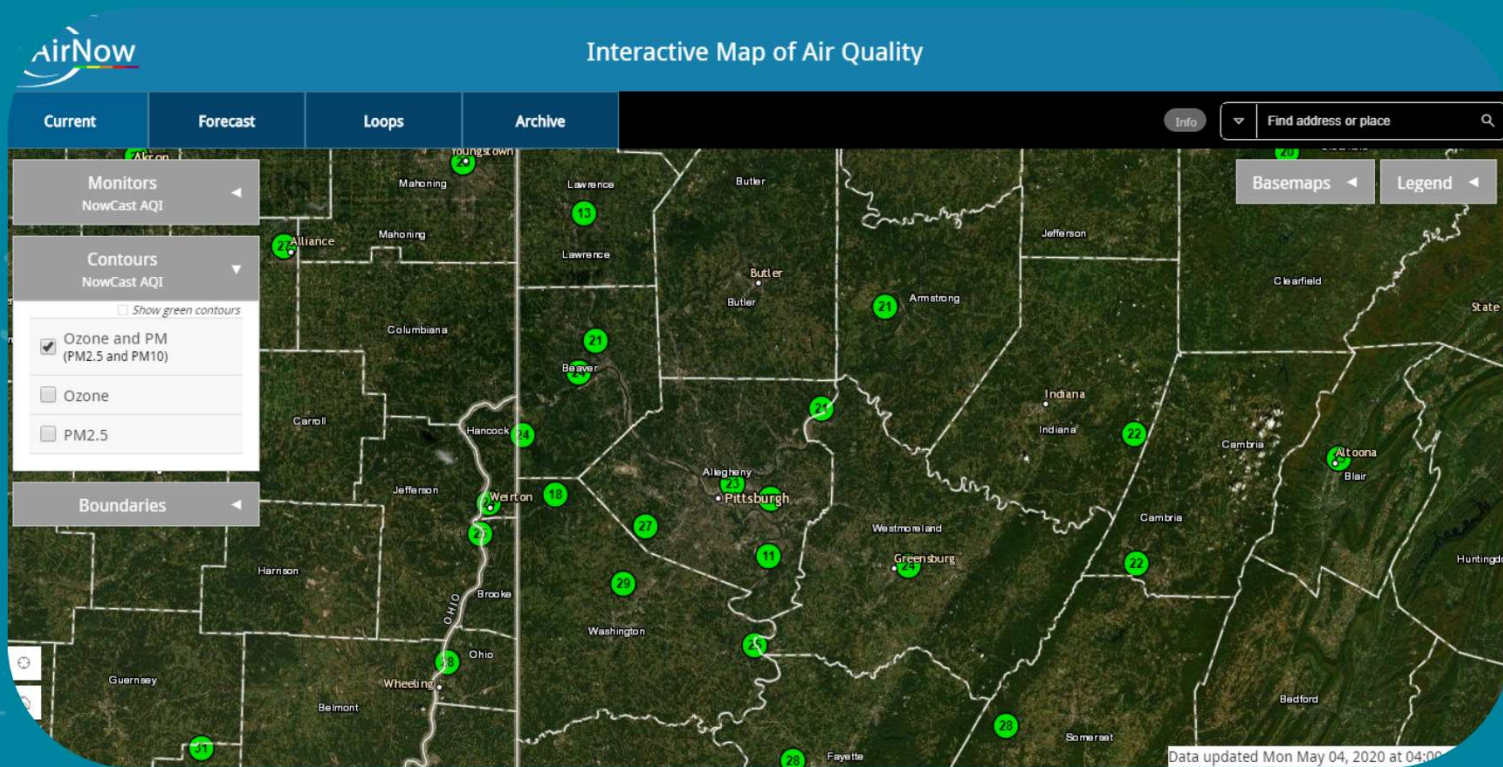 AirNow
Interactive Map of Air Quality
Current
Forecast
Loops
Archive
Info
Find address or place
Monitors
NowCast AQI
Contours
NowCast AQI
Show green contours
Ozone and PM
(PM2.5 and PM10)
Ozone
PM2.5
Boundaries
Basemaps
Legend
Akron
Youngstown
Mahoning
Lawrence
Butler
13
Mahoning
Alliance
Lawrence
Jefferson
Butler
Clearfield
Butler
21
Armstrong
State
Columbiana
21
Beaver
Indiana
Carroll
Hancock
24
Indiana
22
Cambria
Altoona
Blair
Allegheny
23
Pittsburgh
Jefferson
Weirton
18
27
Westmoreland
Cambria
11
Greensburg
24
22
Harrison
29
Brooke
OHIO
Washington
Ohio
Guernsey
Wheeling
Belmont
Bedford
28
Somerset
31
28
Fayette
Data updated Mon May 04, 2020 at